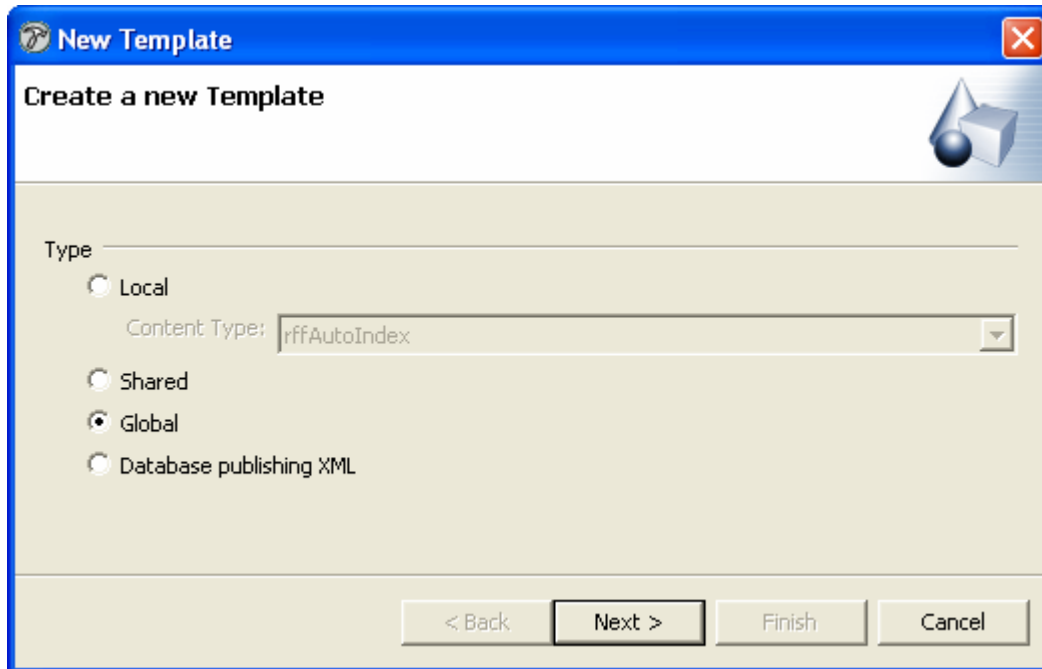 New Template
Create a new Template
Type
Local
Content Type: rffAutoIndex
Shared
Global
Database publishing XML
< Back Next > Finish Cancel